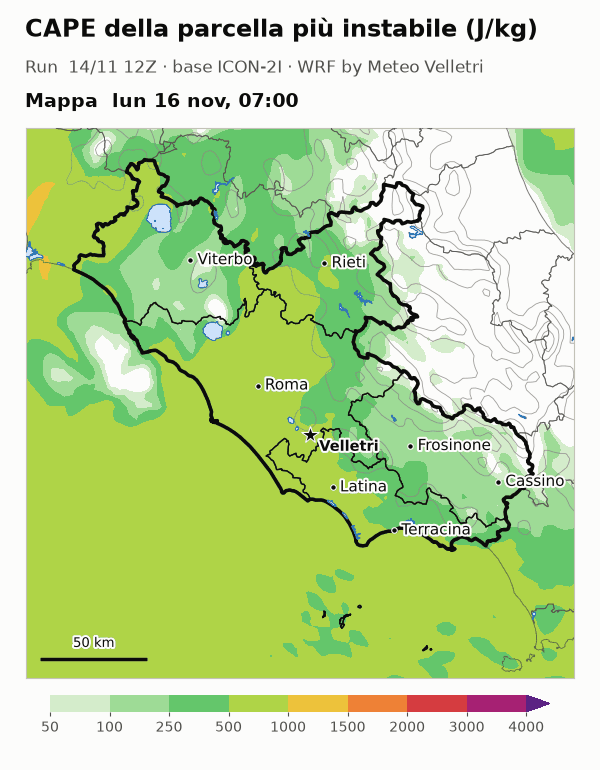 CAPE della parcella più instabile (J/kg)
Run 14/11 12Z · base ICON-2I · WRF by Meteo Velletri
Mappa lun 16 nov, 07:00
Viterbo
Rieti
Roma
Velletri
Frosinone
Cassino
Latina
Terracina
50 km
50 100 250 500 1000 1500 2000 3000 4000